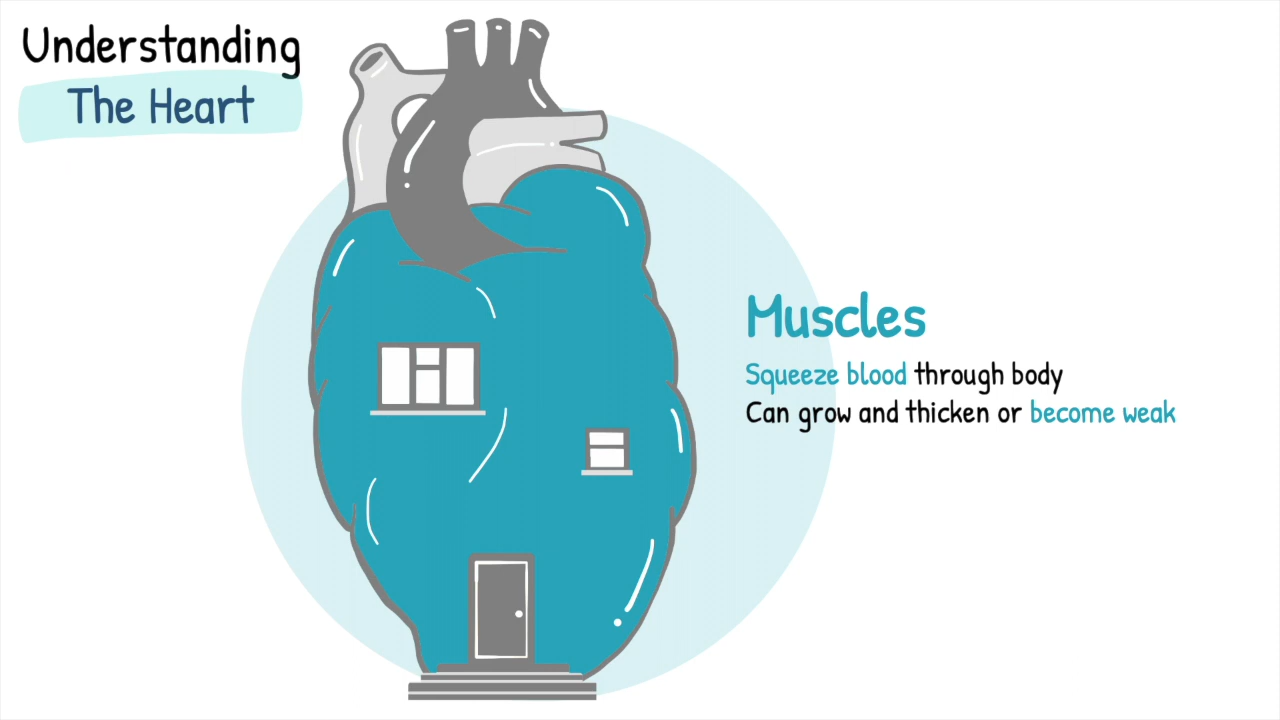 Understanding
The Heart
Muscles
Squeeze blood through body
Can grow and thicken or become weak